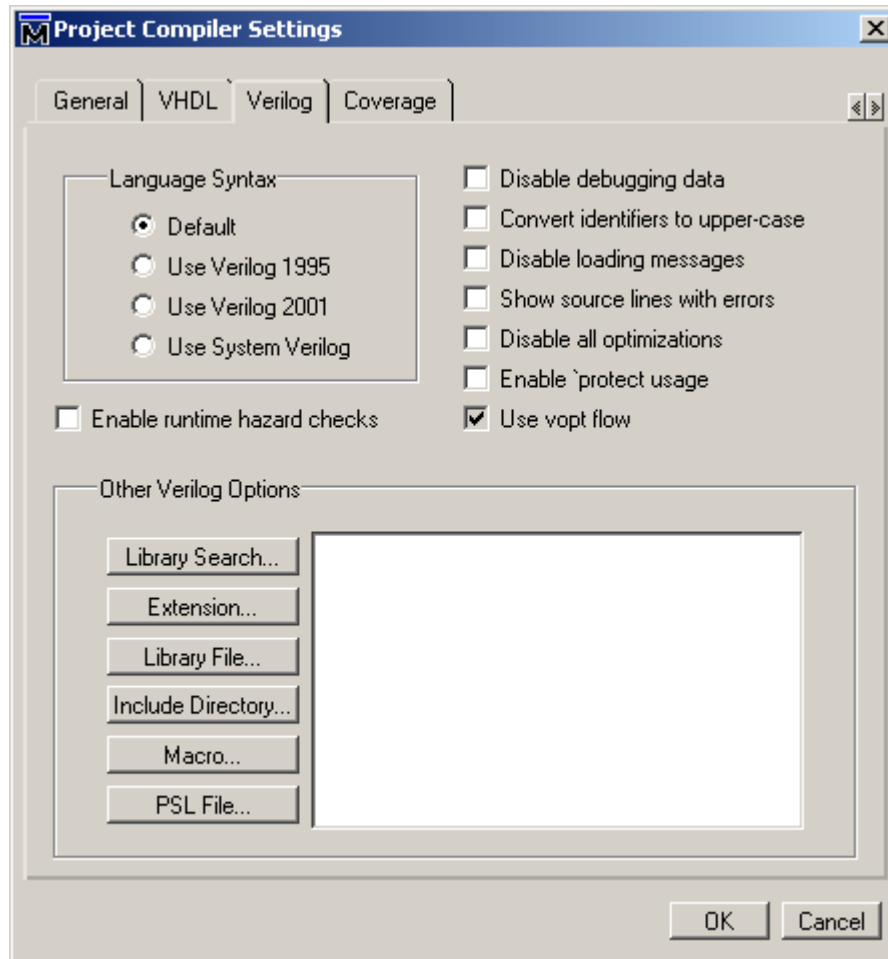 Project Compiler Settings
General VHDL Verilog Coverage
Language Syntax
Default
Use Verilog 1995
Use Verilog 2001
Use System Verilog
Enable runtime hazard checks
Disable debugging data
Convert identifiers to upper-case
Disable loading messages
Show source lines with errors
Disable all optimizations
Enable `protect usage
Use vopt flow
Other Verilog Options
Library Search...
Extension...
Library File...
Include Directory...
Macro...
PSL File...
OK Cancel